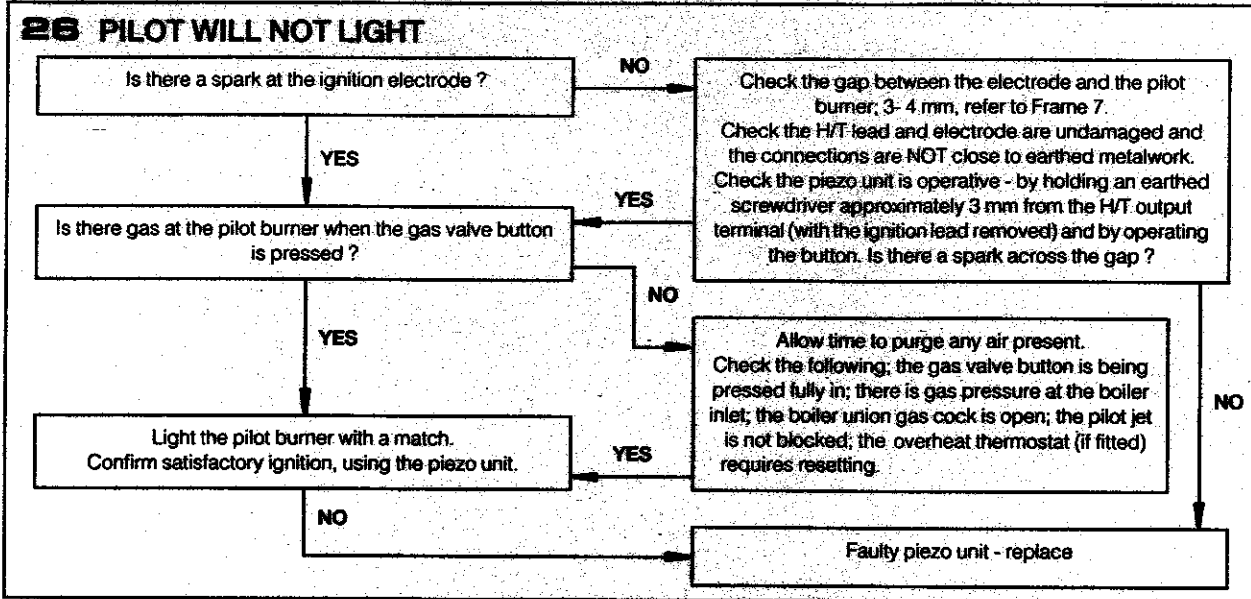 26 PILOT WILL NOT LIGHT
Is there a spark at the ignition electrode ?
NO
Check the gap between the electrode and the pilot
burner; 3- 4 mm, refer to Frame 7.
Check the H/T lead and electrode are undamaged and
the connections are NOT close to earthed metalwork.
Check the piezo unit is operative - by holding an earthed
screwdriver approximately 3 mm from the H/T output
terminal (with the ignition lead removed) and by operating
the button. Is there a spark across the gap ?
YES
YES
Is there gas at the pilot burner when the gas valve button
is pressed ?
NO
YES
Allow time to purge any air present.
Check the following; the gas valve button is being
pressed fully in; there is gas pressure at the boiler
inlet; the boiler union gas cock is open; the pilot jet
is not blocked; the overheat thermostat (if fitted)
requires resetting.
NO
Light the pilot burner with a match.
Confirm satisfactory ignition, using the piezo unit.
YES
NO
Faulty piezo unit - replace